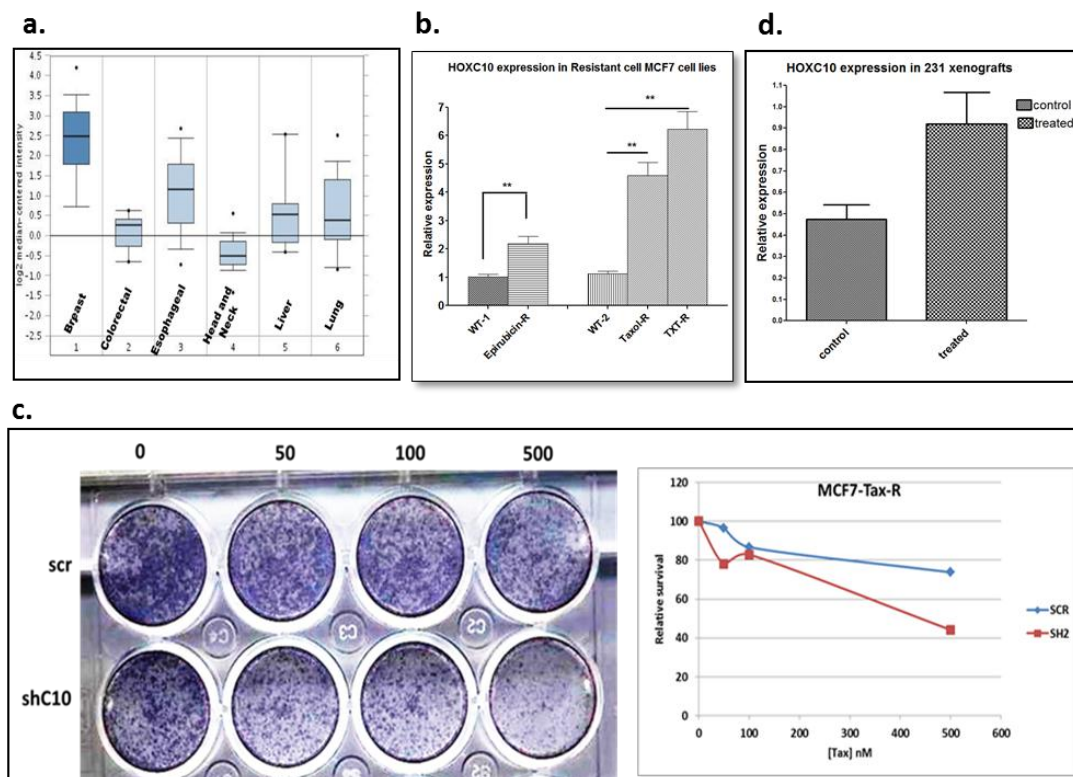 a.
4.5
4.0
3.5
3.0
2.5
2.0
1.5
1.0
0.5
0.0
-0.5
-1.0
-1.5
-2.0
-2.5
log2 median-centered intensity
Brpast
Colorectal
Esophageal
Head and
Neck
Liver
Lung
1 2 3 4 5 6
b.
HOXC10 expression in Resistant cell MCF7 cell lies
Relative expression
7
6
5
4
3
2
1
0
**
**
**
WT-1
Epirubicin-R
WT-2
Taxol-R
TXT-R
d.
HOXC10 expression in 231 xenografts
Relative expression
1.1
1.0
0.9
0.8
0.7
0.6
0.5
0.4
0.3
0.2
0.1
0.0
control
treated
control
treated
c.
0 50 100 500
scr
shC10
C4 C3 C2
MCF7-Tax-R
Relative survival
120
100
80
60
40
20
0
0 100 200 300 400 500 600
[Tax] nM
SCR
SH2